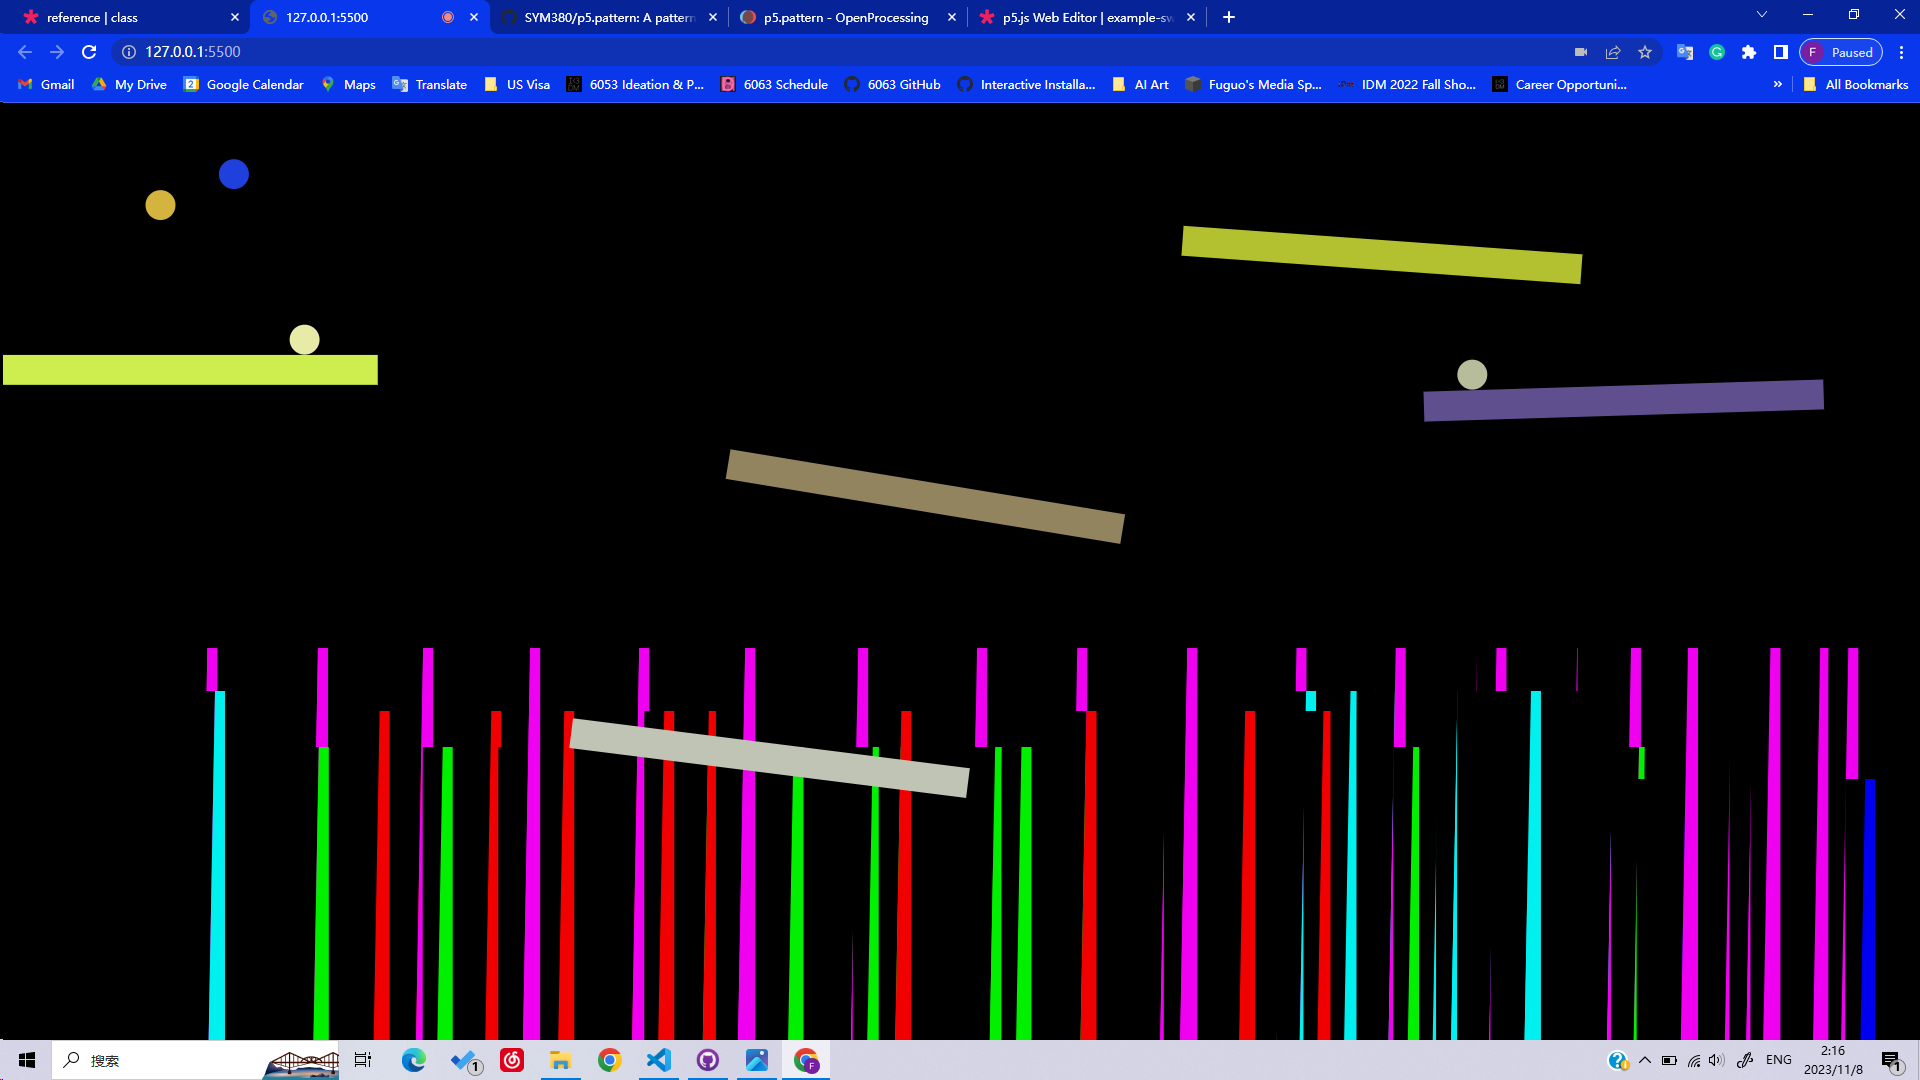 reference | class
127.0.0.1:5500
SYM380/p5.pattern: A pattern
p5.pattern - OpenProcessing
p5.js Web Editor | example-sw
127.0.0.1:5500
F Paused
Gmail
My Drive
Google Calendar
Maps
Translate
US Visa
6053 Ideation & P...
6063 Schedule
6063 GitHub
Interactive Installa...
AI Art
Fuguo's Media Sp...
IDM 2022 Fall Sho...
Career Opportuni...
»
All Bookmarks
搜索
1
F
ENG
2:16
2023/11/8
1